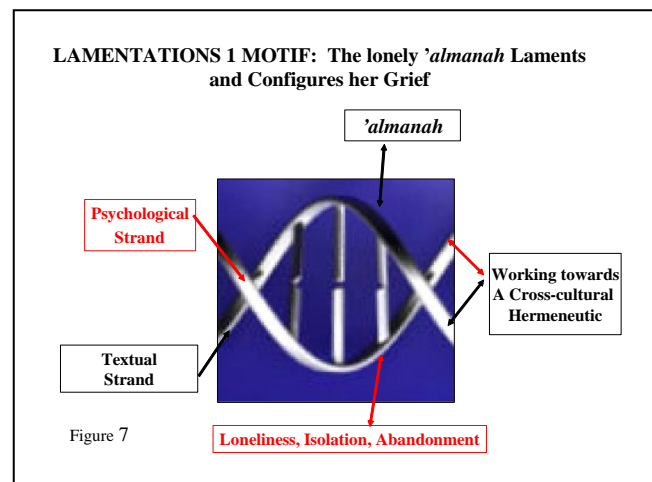 LAMENTATIONS 1 MOTIF: The lonely ’almanah Laments
and Configures her Grief
’almanah
Psychological
Strand
Working towards
A Cross-cultural
Hermeneutic
Textual
Strand
Figure 7
Loneliness, Isolation, Abandonment